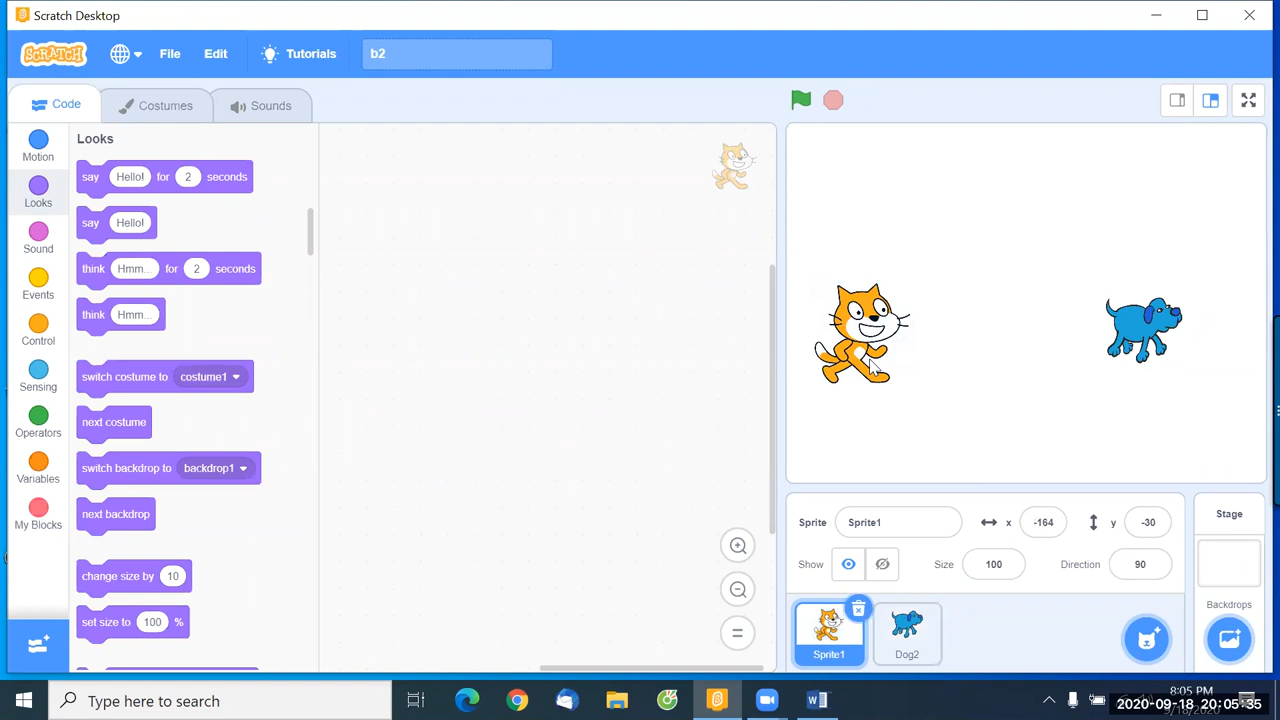 Scratch Desktop
SCRATCH
File
Edit
Tutorials
b2
Code
Costumes
Sounds
Motion
Looks
Sound
Events
Control
Sensing
Operators
Variables
My Blocks
Looks
say Hello! for 2 seconds
say Hello!
think Hmm... for 2 seconds
think Hmm...
switch costume to costume1
next costume
switch backdrop to backdrop1
next backdrop
change size by 10
set size to 100 %
Sprite Sprite1 x -164 y -30
Show Size 100 Direction 90
Sprite1
Dog2
Stage
Backdrops
Type here to search
8:05 PM
2020-09-18 20:05:35